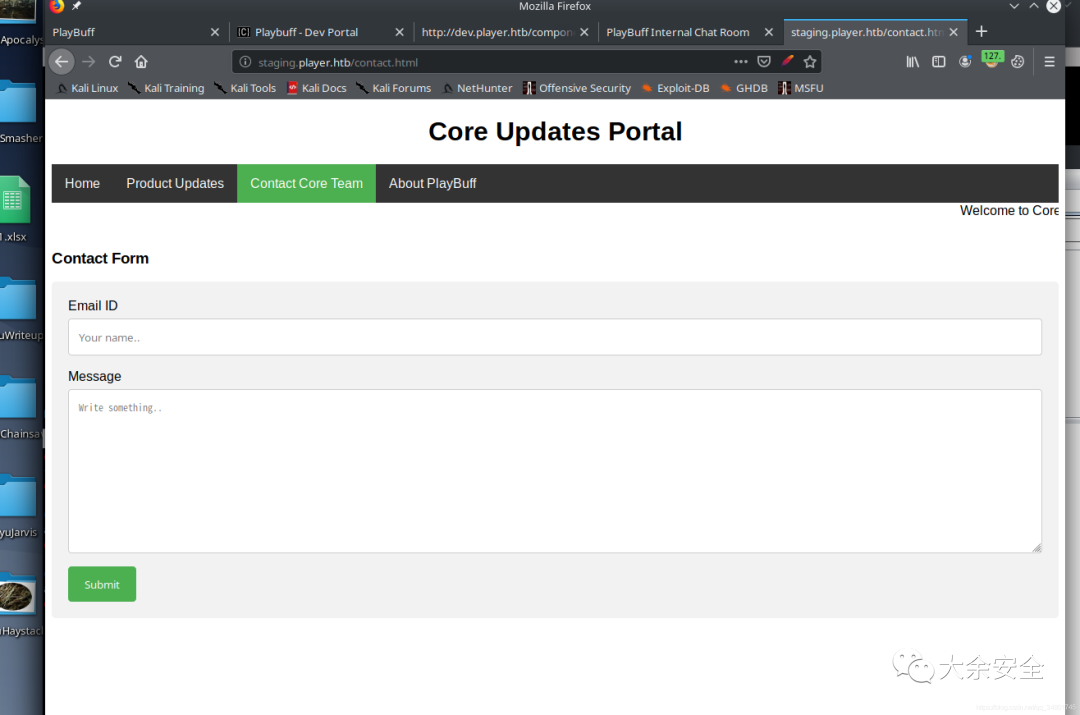 Mozilla Firefox
PlayBuff
Playbuff - Dev Portal
http://dev.player.htb/compon
PlayBuff Internal Chat Room
staging.player.htb/contact.htm
staging.player.htb/contact.html
127.
Kali Linux
Kali Training
Kali Tools
Kali Docs
Kali Forums
NetHunter
Offensive Security
Exploit-DB
GHDB
MSFU
Apocalys
Smasher
1.xlsx
uWriteup
Chainsa
yuJarvis
iHaystack
Core Updates Portal
Home
Product Updates
Contact Core Team
About PlayBuff
Welcome to Core
Contact Form
Email ID
Your name..
Message
Write something..
Submit
大余安全